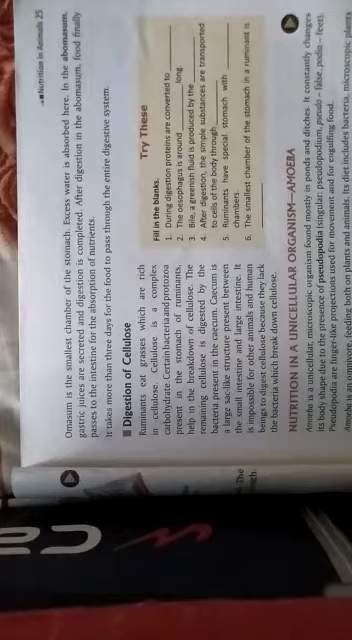 Nutrition in Animals 25
Omasum is the smallest chamber of the stomach. Excess water is absorbed here. In the abomasum,
gastric juices are secreted and digestion is completed. After digestion in the abomasum, food finally
passes to the intestine for the absorption of nutrients.
It takes more than three days for the food to pass through the entire digestive system.
Digestion of Cellulose
Ruminants eat grasses which are rich
in cellulose. Cellulose is a complex
carbohydrate. Certain bacteria and protozoa
present in the stomach of ruminants,
help in the breakdown of cellulose. The
remaining cellulose is digested by the
bacteria present in the caecum. Caecum is
a large sac-like structure present between
the small intestine and large intestine. It
is impossible for other animals and human
beings to digest cellulose because they lack
the bacteria which break down cellulose.
Try These
Fill in the blanks.
1. During digestion proteins are converted to
2. The oesophagus is around long.
3. Bile, a greenish fluid is produced by the
4. After digestion, the simple substances are transported
to cells of the body through
5. Ruminants have special stomach with
chambers.
6. The smallest chamber of the stomach in a ruminant is
NUTRITION IN A UNICELLULAR ORGANISM—AMOEBA
Amoeba is a unicellular, microscopic organism found mostly in ponds and ditches. It constantly changes
its body shape due to the presence of pseudopodia (singular: pseudopodium, pseudo – false, podia – feet).
Pseudopodia are finger-like projections used for movement and for engulfing food.
Amoeba is an omnivore, feeding both on plants and animals. Its diet includes bacteria, microscopic plants
The